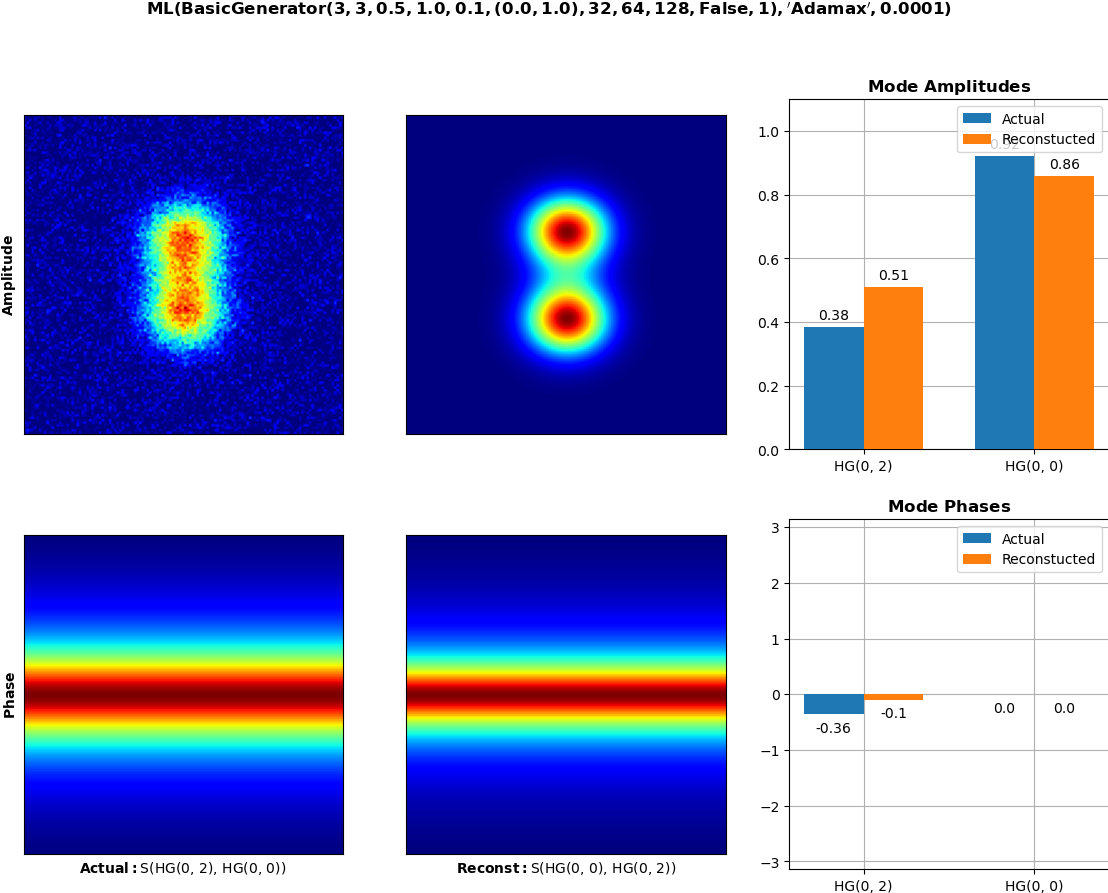 ML(BasicGenerator(3, 3, 0.5, 1.0, 0.1, (0.0, 1.0), 32, 64, 128, False, 1), ′Adamax′, 0.0001)
Amplitude
Mode Amplitudes
Actual
Reconstucted
1.0
0.8
0.6
0.4
0.2
0.0
0.38
0.51
0.92
0.86
HG(0, 2)
HG(0, 0)
Phase
Actual: S(HG(0, 2), HG(0, 0))
Reconst: S(HG(0, 0), HG(0, 2))
Mode Phases
Actual
Reconstucted
3
2
1
0
−1
−2
−3
-0.36
-0.1
0.0
0.0
HG(0, 2)
HG(0, 0)